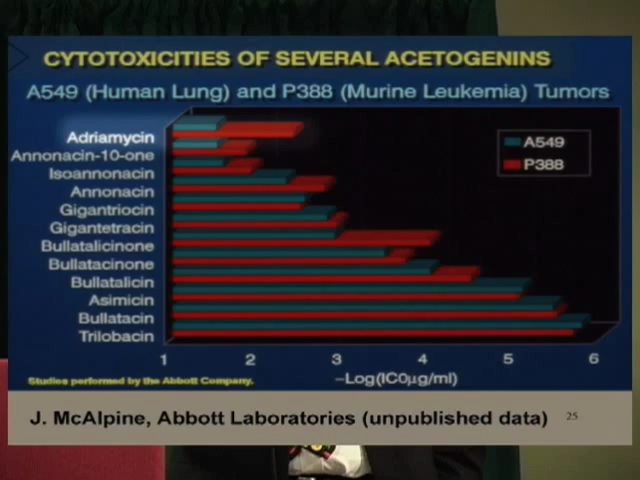 CYTOTOXICITIES OF SEVERAL ACETOGENINS
A549 (Human Lung) and P388 (Murine Leukemia) Tumors
Adriamycin
Annonacin-10-one
Isoannonacin
Annonacin
Gigantriocin
Gigantetracin
Bullatalicinone
Bullatacinone
Bullatalicin
Asimicin
Bullatacin
Trilobacin
A549
P388
1 2 3 4 5 6
–Log(IC0µg/ml)
Studies performed by the Abbott Company.
J. McAlpine, Abbott Laboratories (unpublished data) 25